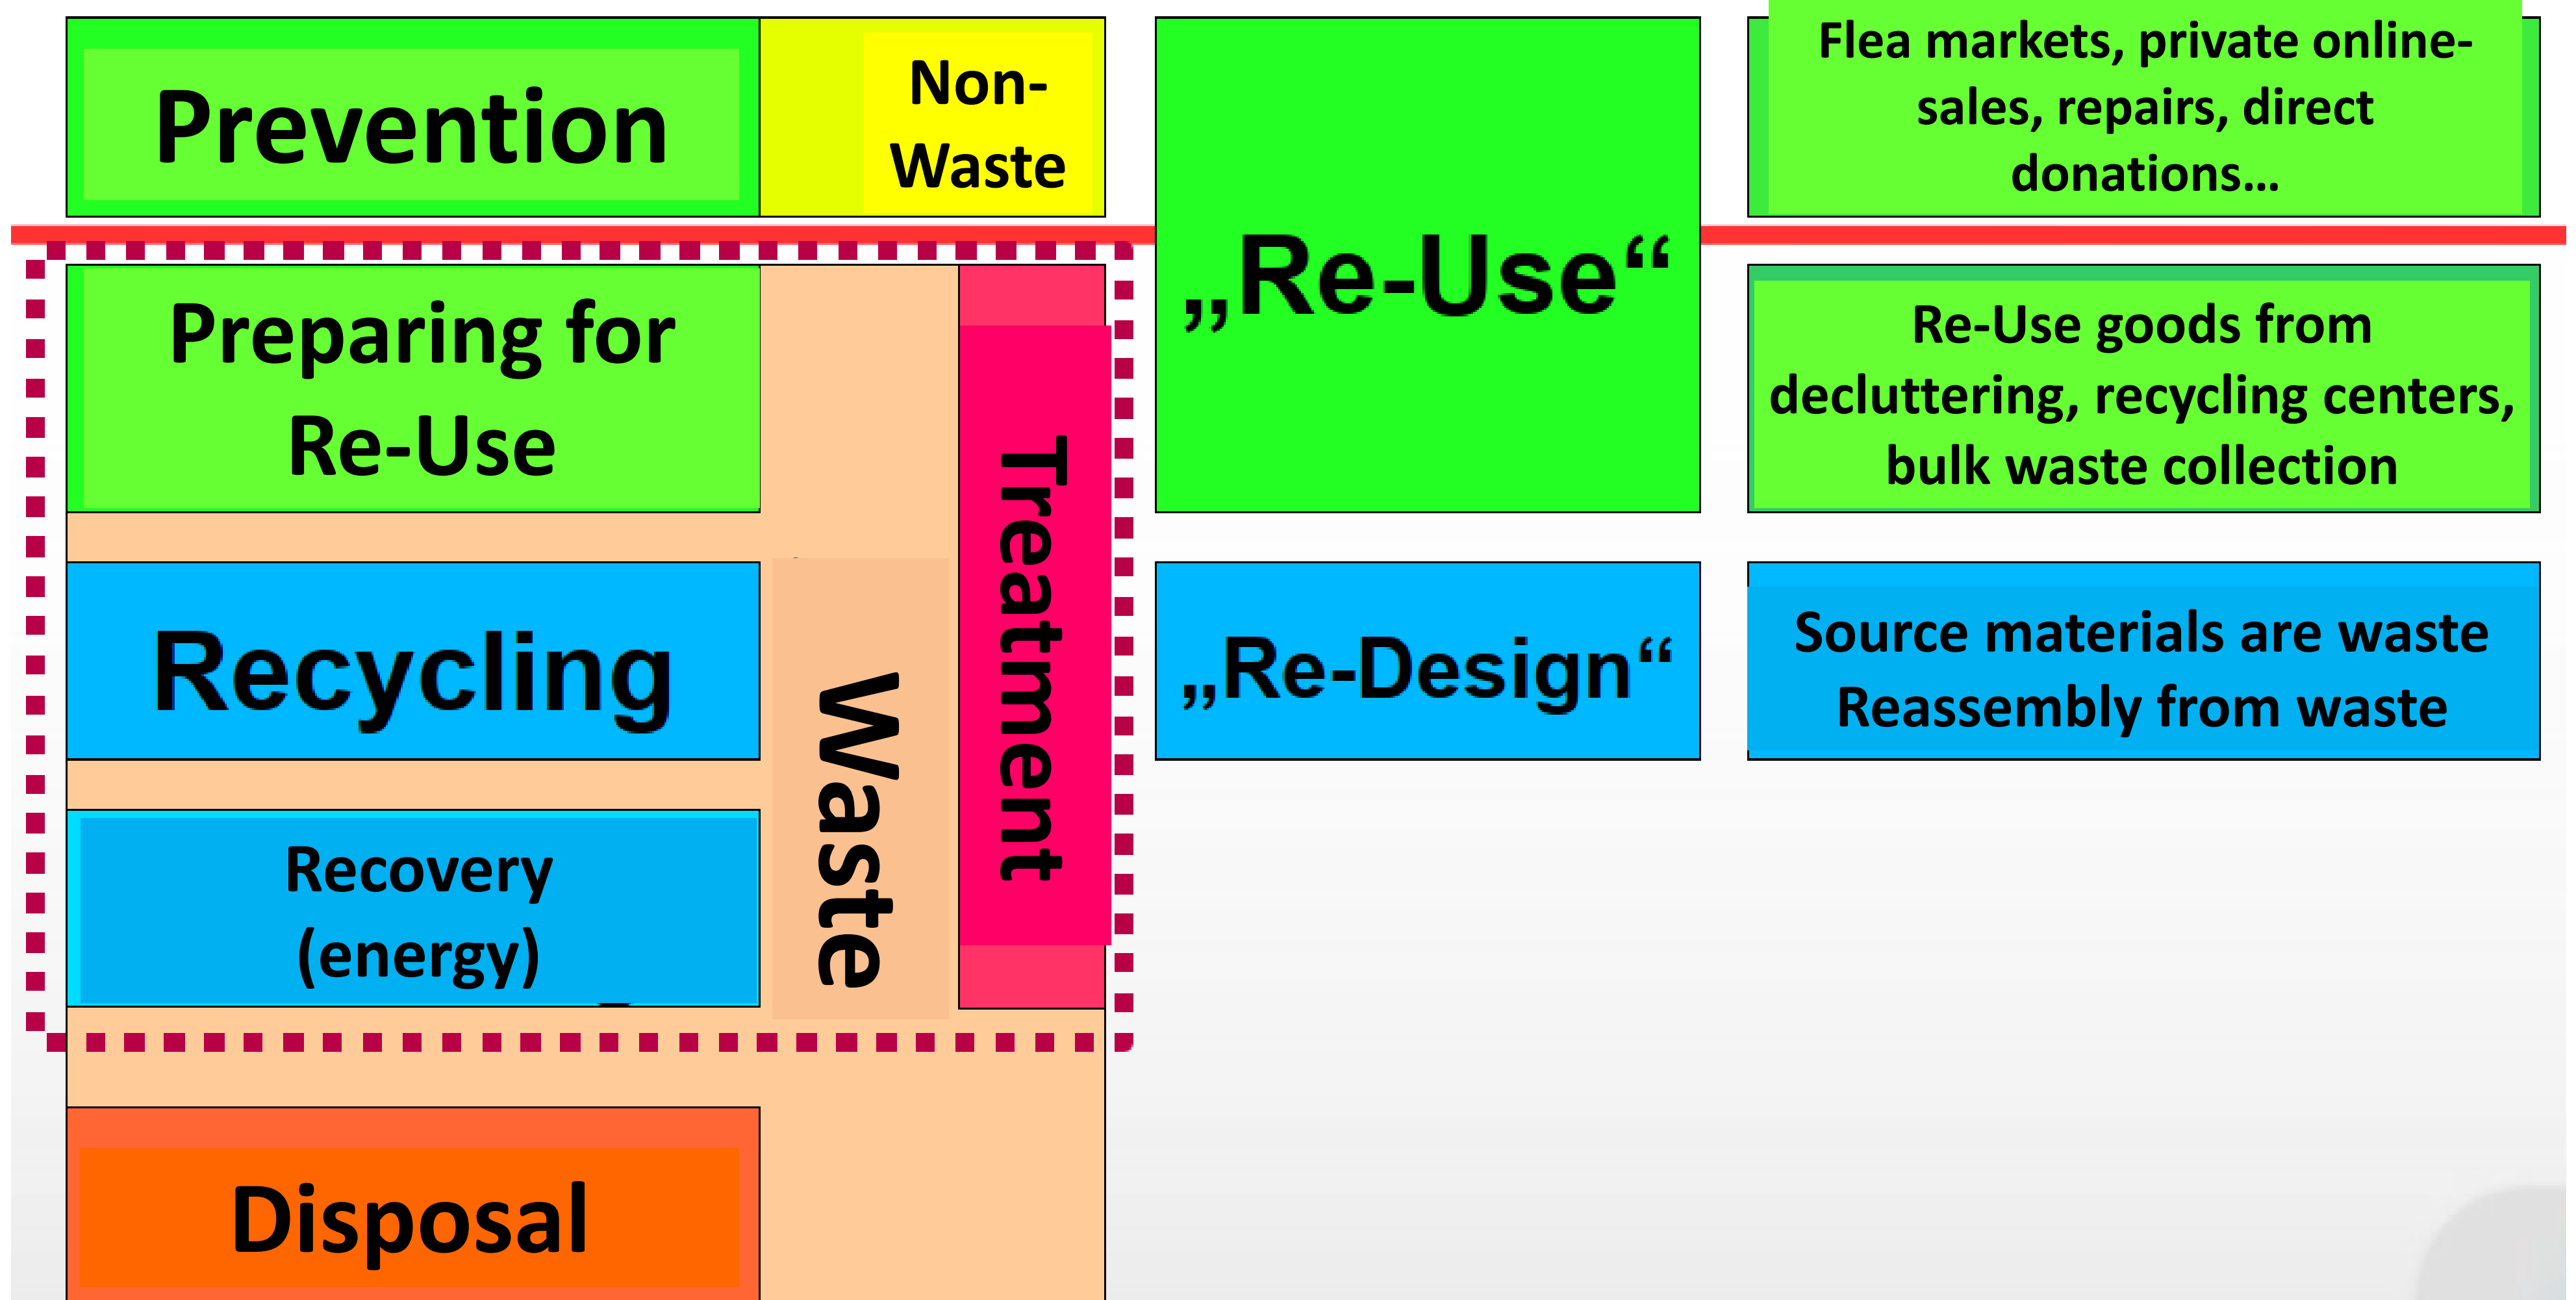 Prevention
Non-
Waste
„Re-Use“
Flea markets, private online-
sales, repairs, direct
donations...
Preparing for
Re-Use
Treatment
Waste
Re-Use goods from
decluttering, recycling centers,
bulk waste collection
Recycling
„Re-Design“
Source materials are waste
Reassembly from waste
Recovery
(energy)
Disposal